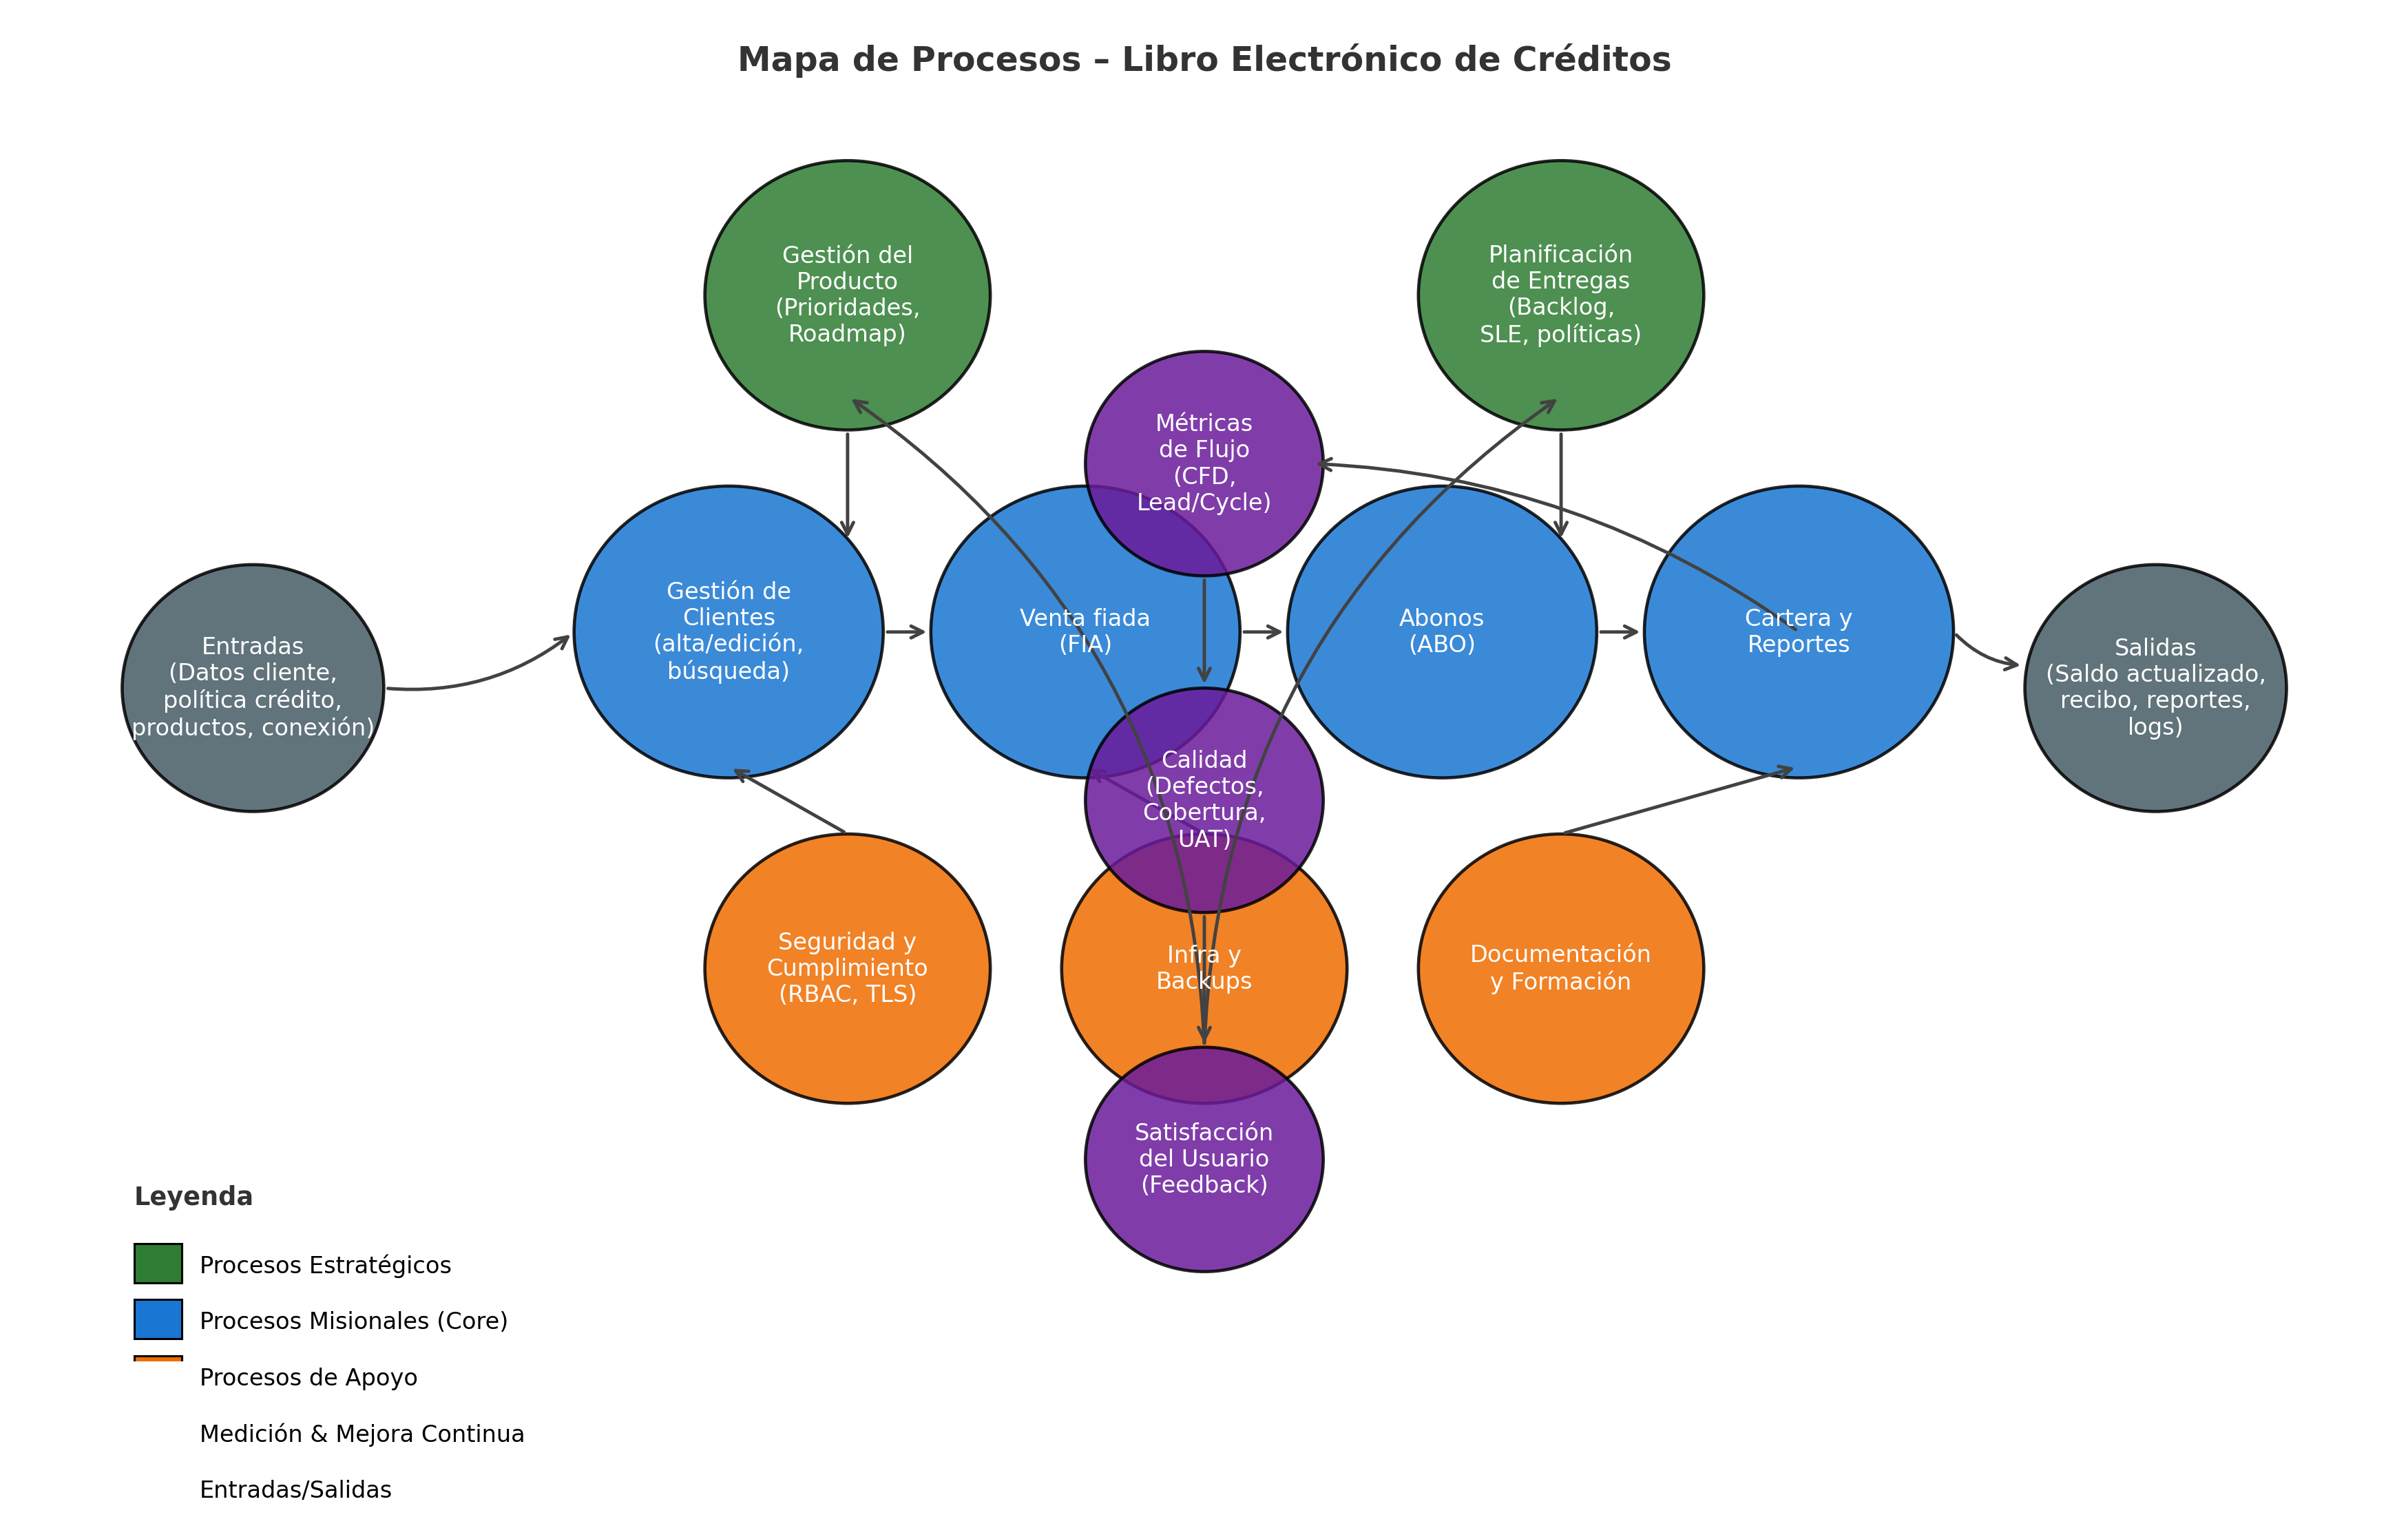 Mapa de Procesos – Libro Electrónico de Créditos
Gestión del
Producto
(Prioridades,
Roadmap)
Planificación
de Entregas
(Backlog,
SLE, políticas)
Métricas
de Flujo
(CFD,
Lead/Cycle)
Entradas
(Datos cliente,
política crédito,
productos, conexión)
Gestión de
Clientes
(alta/edición,
búsqueda)
Venta fiada
(FIA)
Abonos
(ABO)
Cartera y
Reportes
Salidas
(Saldo actualizado,
recibo, reportes,
logs)
Calidad
(Defectos,
Cobertura,
UAT)
Seguridad y
Cumplimiento
(RBAC, TLS)
Infra y
Backups
Documentación
y Formación
Satisfacción
del Usuario
(Feedback)
Leyenda
Procesos Estratégicos
Procesos Misionales (Core)
Procesos de Apoyo
Medición & Mejora Continua
Entradas/Salidas